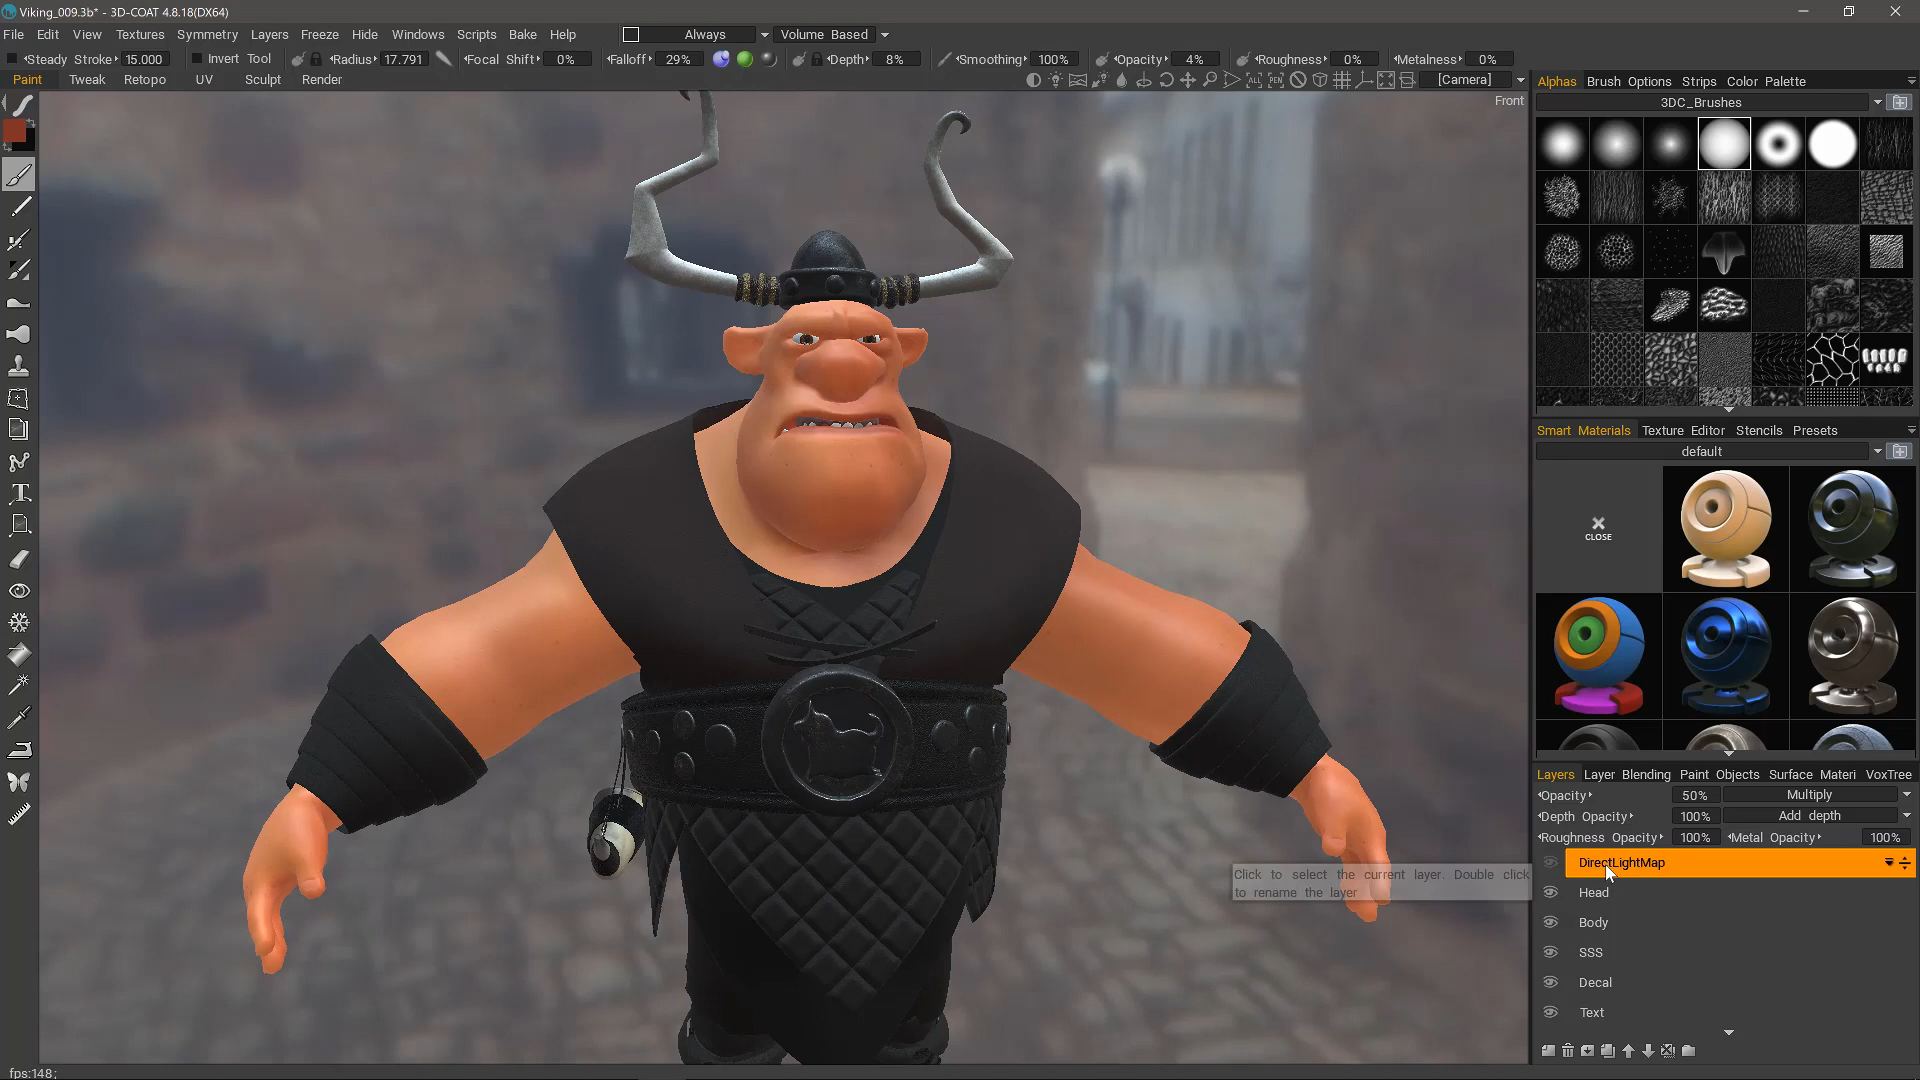 Viking_009.3b* - 3D-COAT 4.8.18(DX64)
File Edit View Textures Symmetry Layers Freeze Hide Windows Scripts Bake Help Always Volume Based
Steady Stroke 15.000 Invert Tool Radius 17.791 Focal Shift 0% Falloff 29% Depth 8% Smoothing 100% Opacity 4% Roughness 0% Metalness 0%
Paint Tweak Retopo UV Sculpt Render ALL PEN [Camera]
Front
Alphas Brush Options Strips Color Palette
3DC_Brushes
Smart Materials Texture Editor Stencils Presets
default
CLOSE
Layers Layer Blending Paint Objects Surface Materi VoxTree
Opacity 50% Multiply
Depth Opacity 100% Add depth
Roughness Opacity 100% Metal Opacity 100%
DirectLightMap
Click to select the current layer. Double click
to rename the layer
Head
Body
SSS
Decal
Text
fps:148;